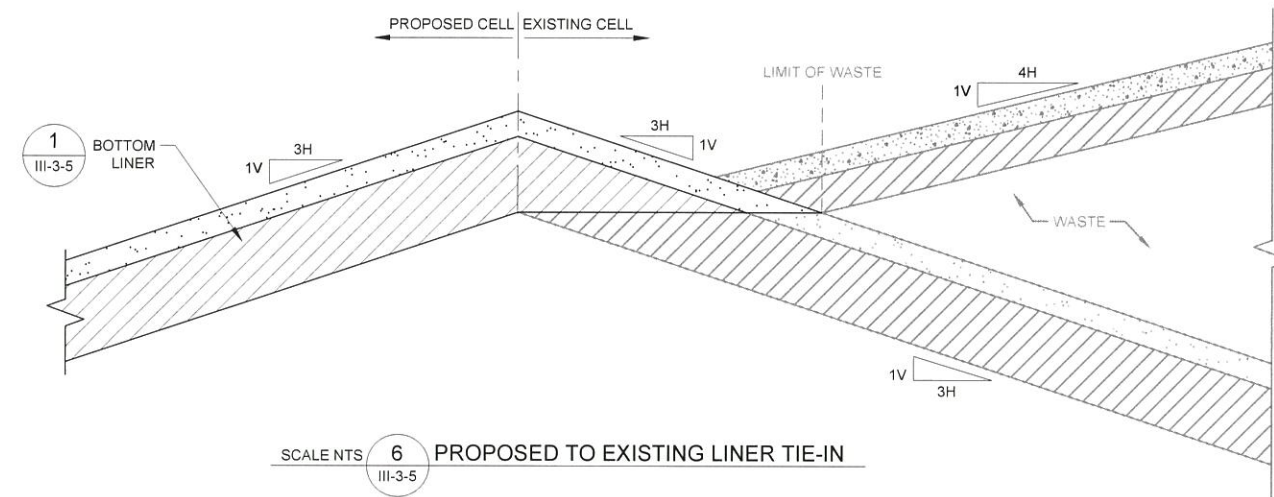 PROPOSED CELL EXISTING CELL
LIMIT OF WASTE
4H
1V
3H
1V
1
III-3-5
BOTTOM
LINER
3H
1V
WASTE
1V
3H
SCALE NTS
6
III-3-5
PROPOSED TO EXISTING LINER TIE-IN